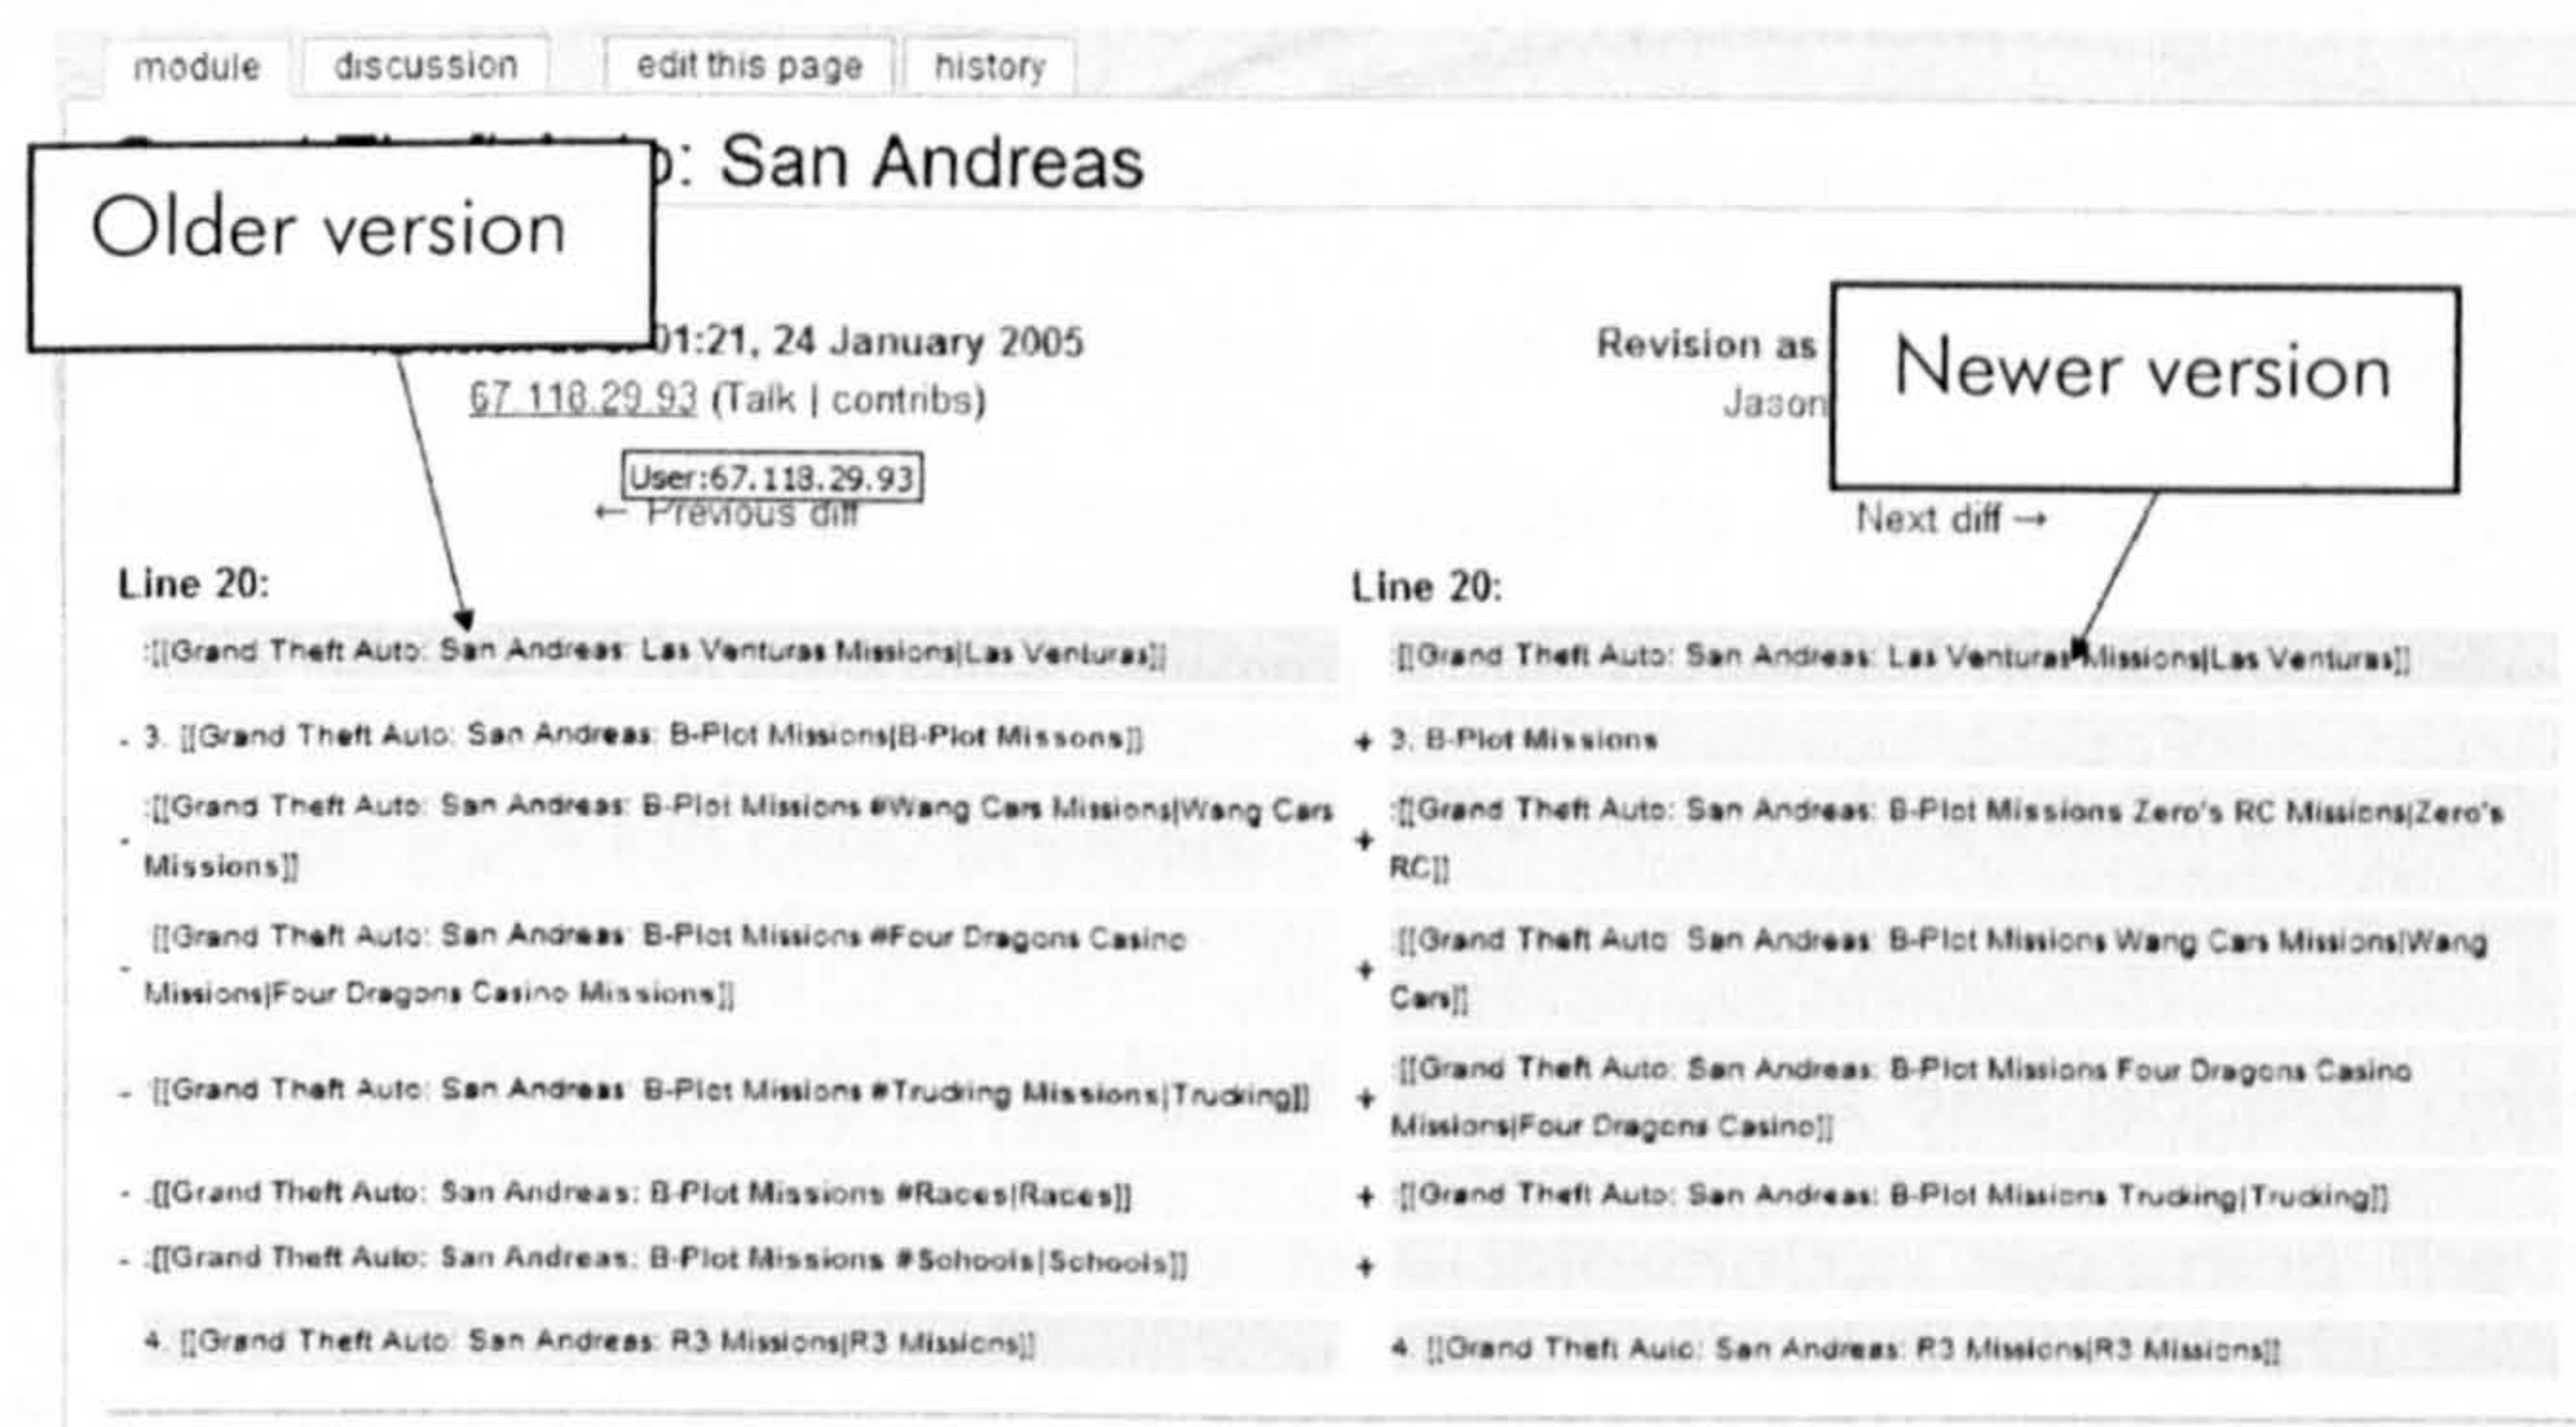 module discussion edit this page history
: San Andreas
Older version
01:21, 24 January 2005
67.118.29.93 (Talk | contribs)
User:67.118.29.93
← Previous diff
Revision as
Jason
Newer version
Next diff →
Line 20:
:[[Grand Theft Auto: San Andreas: Las Venturas Missions|Las Venturas]]
- 3. [[Grand Theft Auto: San Andreas: B-Plot Missions|B-Plot Missons]]
- :[[Grand Theft Auto: San Andreas: B-Plot Missions #Wang Cars Missions|Wang Cars
Missions]]
- :[[Grand Theft Auto: San Andreas: B-Plot Missions #Four Dragons Casino
Missions|Four Dragons Casino Missions]]
- :[[Grand Theft Auto: San Andreas: B-Plot Missions #Trucking Missions|Trucking]]
- :[[Grand Theft Auto: San Andreas: B-Plot Missions #Races|Races]]
- :[[Grand Theft Auto: San Andreas: B-Plot Missions #Schools|Schools]]
4. [[Grand Theft Auto: San Andreas: R3 Missions|R3 Missions]]
Line 20:
:[[Grand Theft Auto: San Andreas: Las Venturas Missions|Las Venturas]]
+ 3. B-Plot Missions
+ :[[Grand Theft Auto: San Andreas: B-Plot Missions Zero's RC Missions|Zero's
RC]]
+ :[[Grand Theft Auto: San Andreas: B-Plot Missions Wang Cars Missions|Wang
Cars]]
+ :[[Grand Theft Auto: San Andreas: B-Plot Missions Four Dragons Casino
Missions|Four Dragons Casino]]
+ :[[Grand Theft Auto: San Andreas: B-Plot Missions Trucking|Trucking]]
+
4. [[Grand Theft Auto: San Andreas: R3 Missions|R3 Missions]]